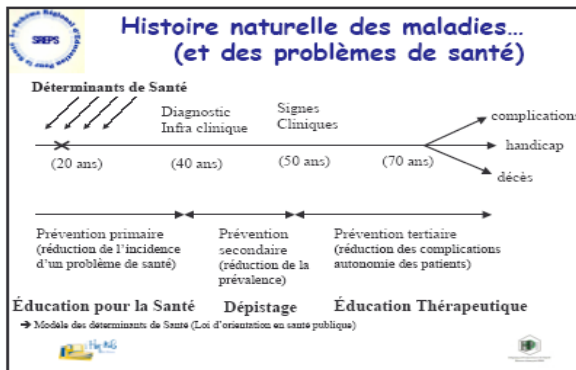 Histoire naturelle des maladies…
(et des problèmes de santé)
SREPS
Déterminants de Santé
Diagnostic
Infra clinique
Signes
Cliniques
complications
handicap
décès
(20 ans)
(40 ans)
(50 ans)
(70 ans)
Prévention primaire
(réduction de l'incidence
d'un problème de santé)
Prévention
secondaire
(réduction de la
prévalence)
Prévention tertiaire
(réduction des complications
autonomie des patients)
Éducation pour la Santé
Dépistage
Éducation Thérapeutique
➔ Modèle des déterminants de Santé (Loi d'orientation en santé publique)